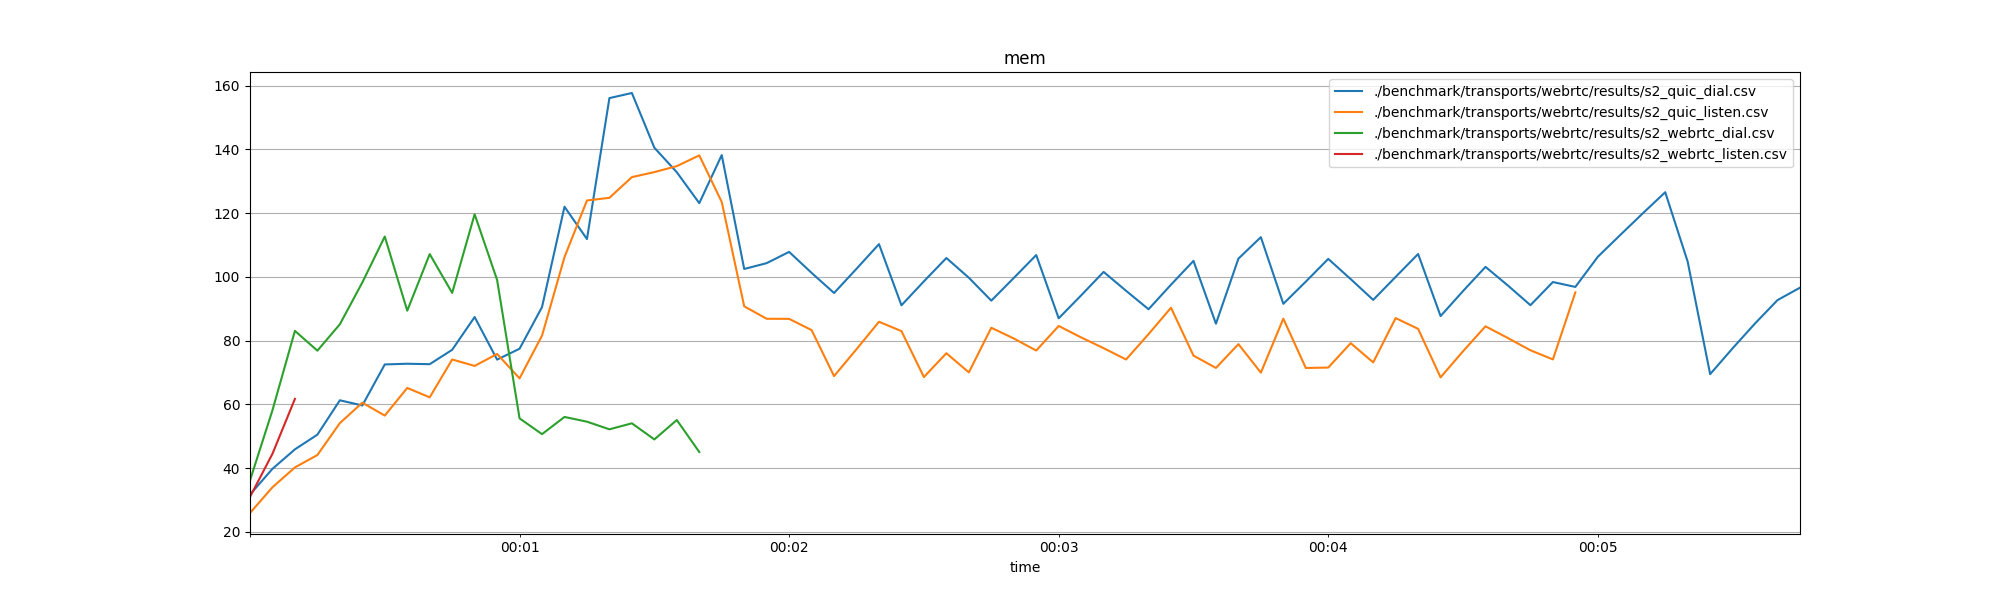 mem
160
140
120
100
80
60
40
20
./benchmark/transports/webrtc/results/s2_quic_dial.csv
./benchmark/transports/webrtc/results/s2_quic_listen.csv
./benchmark/transports/webrtc/results/s2_webrtc_dial.csv
./benchmark/transports/webrtc/results/s2_webrtc_listen.csv
00:01 00:02 00:03 00:04 00:05
time